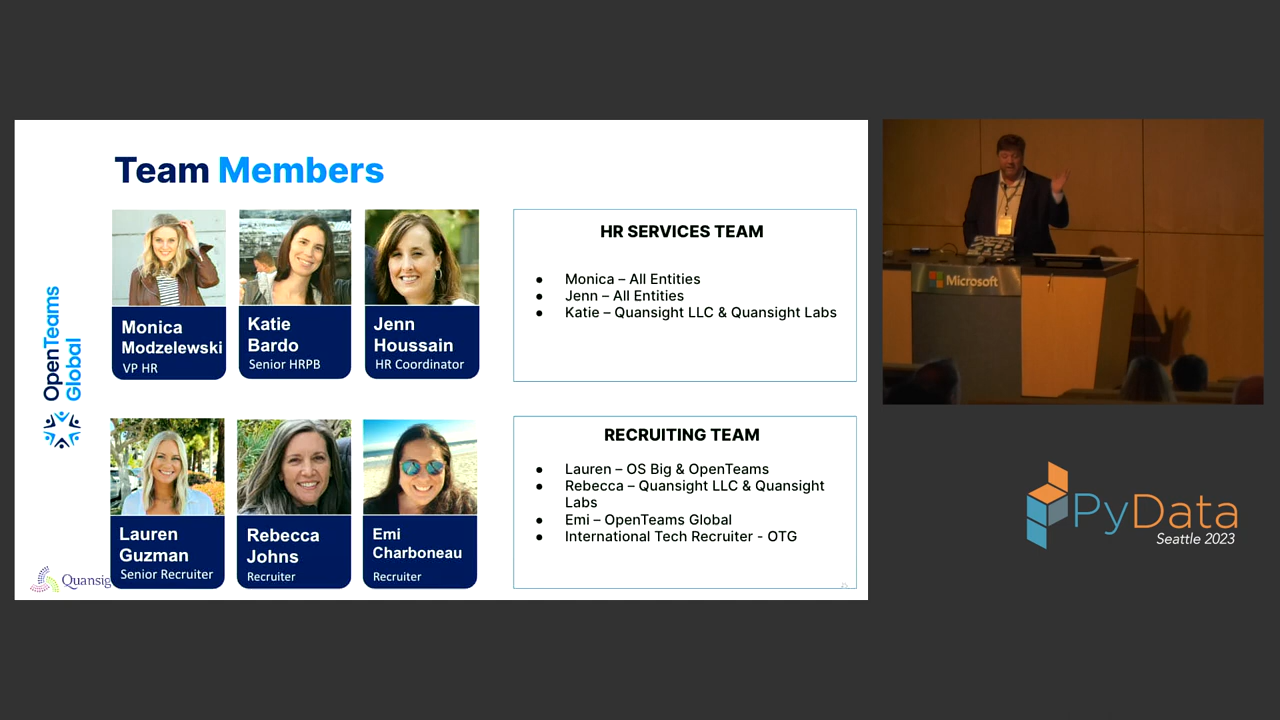 Team Members
OpenTeams
Global
Monica
Modzelewski
VP HR
Katie
Bardo
Senior HRPB
Jenn
Houssain
HR Coordinator
HR SERVICES TEAM
● Monica – All Entities
● Jenn – All Entities
● Katie – Quansight LLC & Quansight Labs
Lauren
Guzman
Senior Recruiter
Rebecca
Johns
Recruiter
Emi
Charboneau
Recruiter
RECRUITING TEAM
● Lauren – OS Big & OpenTeams
● Rebecca – Quansight LLC & Quansight
Labs
● Emi – OpenTeams Global
● International Tech Recruiter - OTG
Quansig
Microsoft
PyData
Seattle 2023